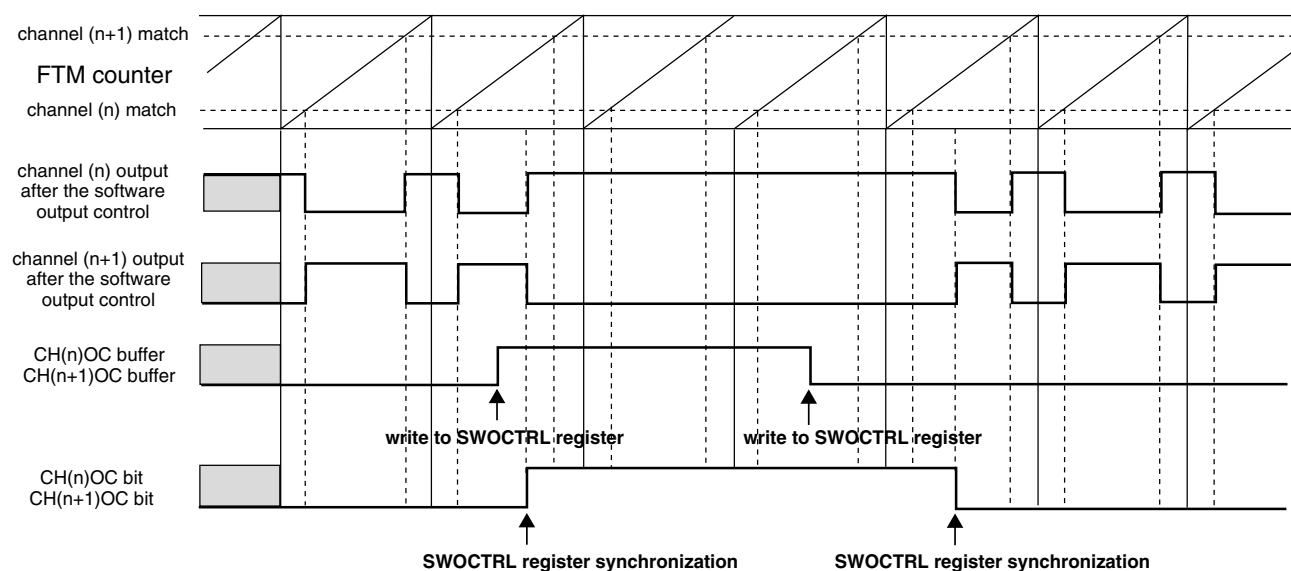 channel (n+1) match
FTM counter
channel (n) match
channel (n) output
after the software
output control
channel (n+1) output
after the software
output control
CH(n)OC buffer
CH(n+1)OC buffer
write to SWOCTRL register
write to SWOCTRL register
CH(n)OC bit
CH(n+1)OC bit
SWOCTRL register synchronization
SWOCTRL register synchronization